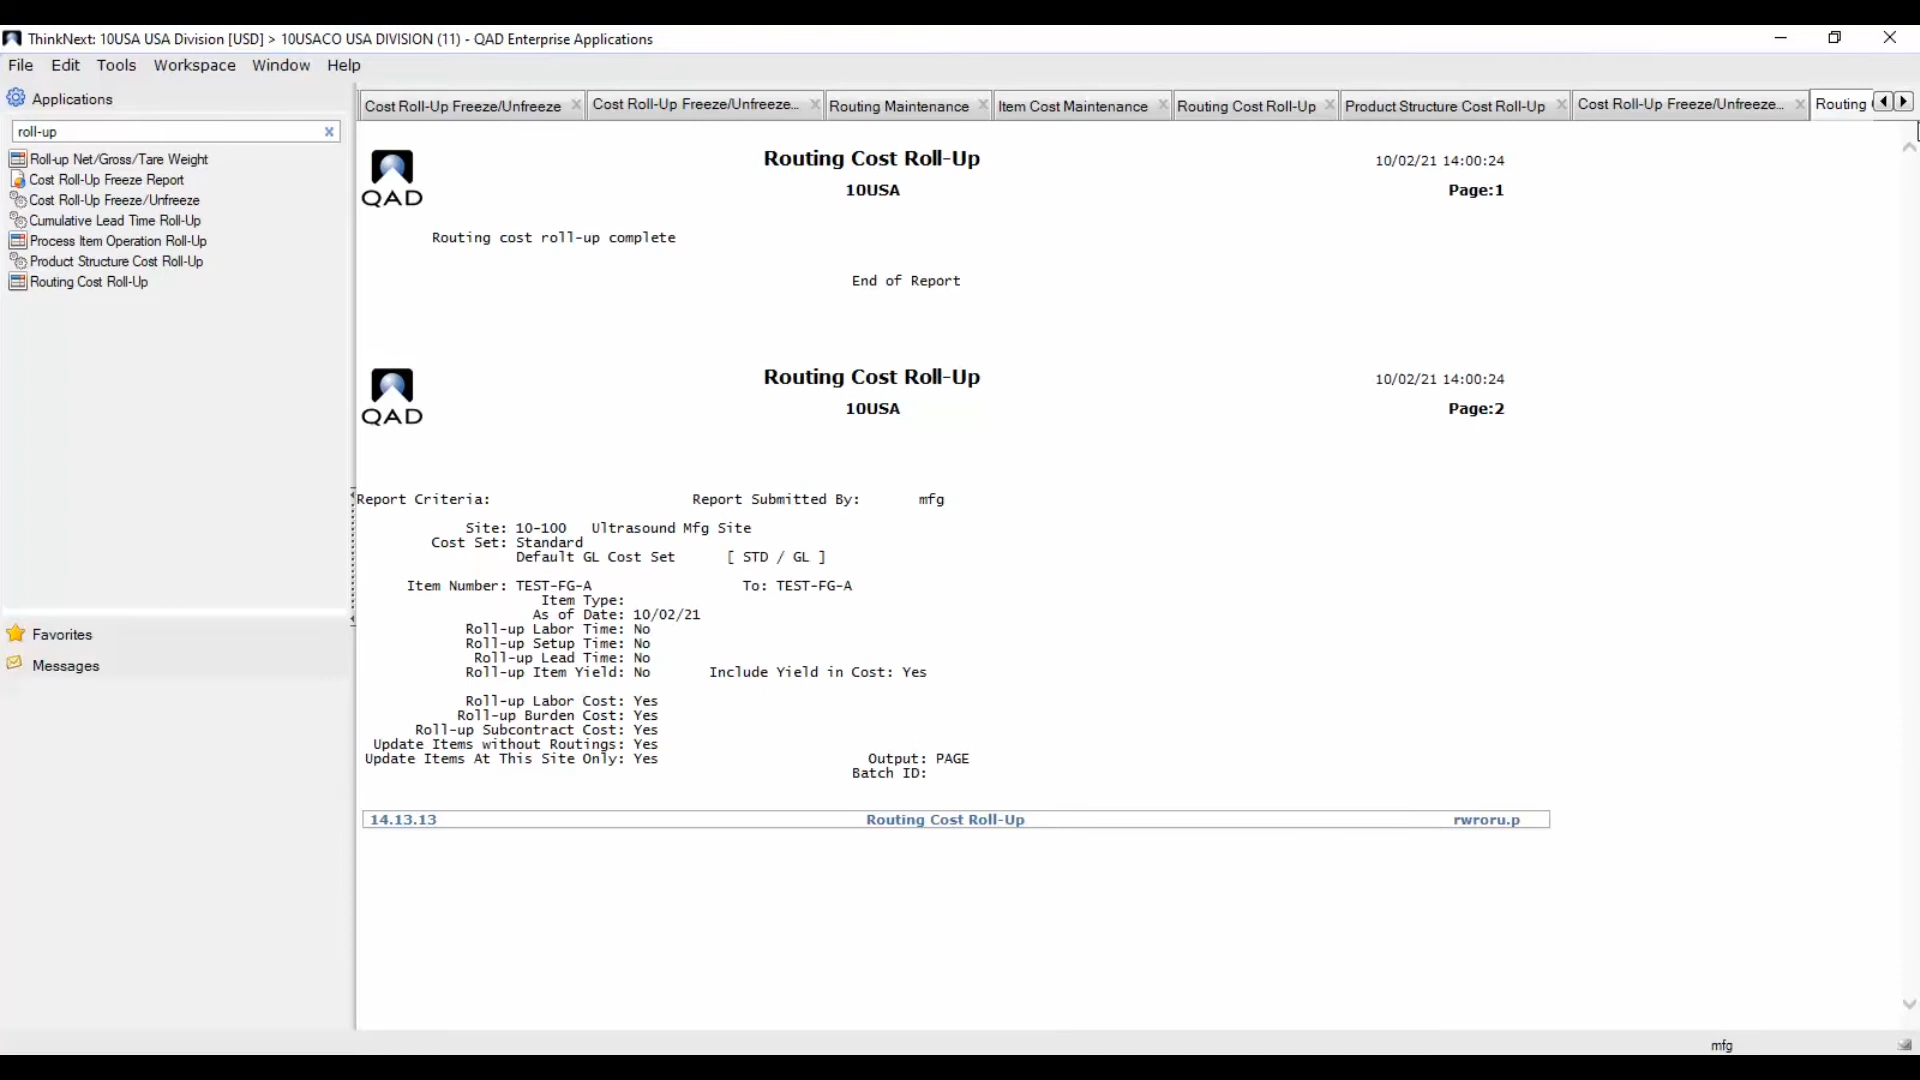 ThinkNext: 10USA USA Division [USD] > 10USACO USA DIVISION (11) - QAD Enterprise Applications
File Edit Tools Workspace Window Help
Applications
roll-up
Roll-up Net/Gross/Tare Weight
Cost Roll-Up Freeze Report
Cost Roll-Up Freeze/Unfreeze
Cumulative Lead Time Roll-Up
Process Item Operation Roll-Up
Product Structure Cost Roll-Up
Routing Cost Roll-Up
Favorites
Messages
Cost Roll-Up Freeze/Unfreeze Cost Roll-Up Freeze/Unfreeze... Routing Maintenance Item Cost Maintenance Routing Cost Roll-Up Product Structure Cost Roll-Up Cost Roll-Up Freeze/Unfreeze... Routing
Routing Cost Roll-Up 10/02/21 14:00:24
QAD 10USA Page:1
Routing cost roll-up complete
End of Report
Routing Cost Roll-Up 10/02/21 14:00:24
QAD 10USA Page:2
Report Criteria: Report Submitted By: mfg
Site: 10-100 Ultrasound Mfg Site
Cost Set: Standard
Default GL Cost Set [ STD / GL ]
Item Number: TEST-FG-A To: TEST-FG-A
Item Type:
As of Date: 10/02/21
Roll-up Labor Time: No
Roll-up Setup Time: No
Roll-up Lead Time: No
Roll-up Item Yield: No Include Yield in Cost: Yes
Roll-up Labor Cost: Yes
Roll-up Burden Cost: Yes
Roll-up Subcontract Cost: Yes
Update Items without Routings: Yes
Update Items At This Site Only: Yes Output: PAGE
Batch ID:
14.13.13 Routing Cost Roll-Up rwroru.p
mfg